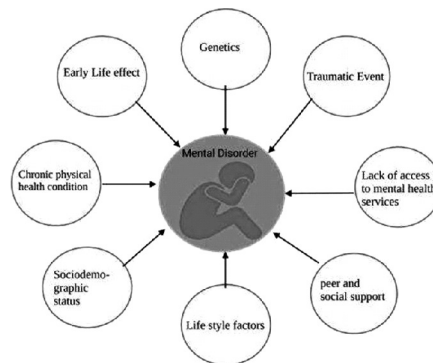 Genetics
Early Life effect
Traumatic Event
Mental Disorder
Chronic physical
health condition
Lack of access
to mental health
services
Sociodemo-
graphic
status
peer and
social support
Life style factors